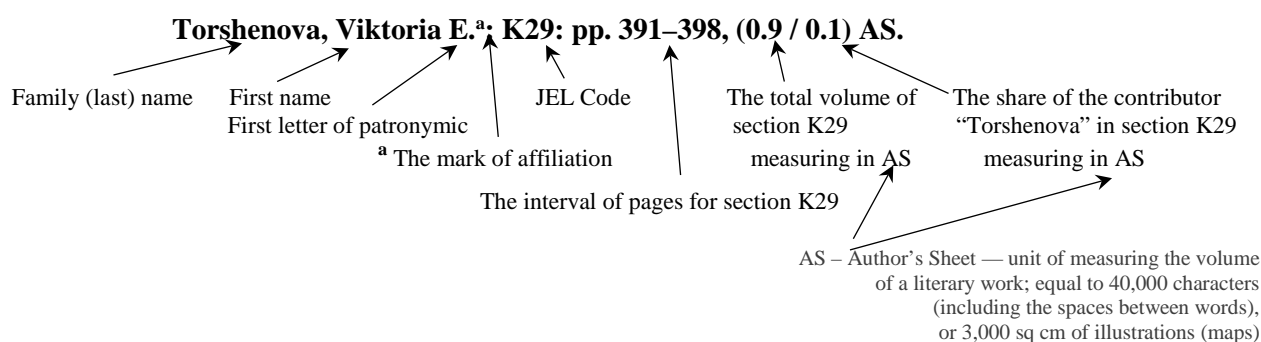 Torshenova, Viktoria E.ᵃ: K29: pp. 391–398, (0.9 / 0.1) AS.
Family (last) name
First name
First letter of patronymic
ᵃ The mark of affiliation
JEL Code
The interval of pages for section K29
The total volume of
section K29
measuring in AS
The share of the contributor
“Torshenova” in section K29
measuring in AS
AS – Author’s Sheet — unit of measuring the volume
of a literary work; equal to 40,000 characters
(including the spaces between words),
or 3,000 sq cm of illustrations (maps)